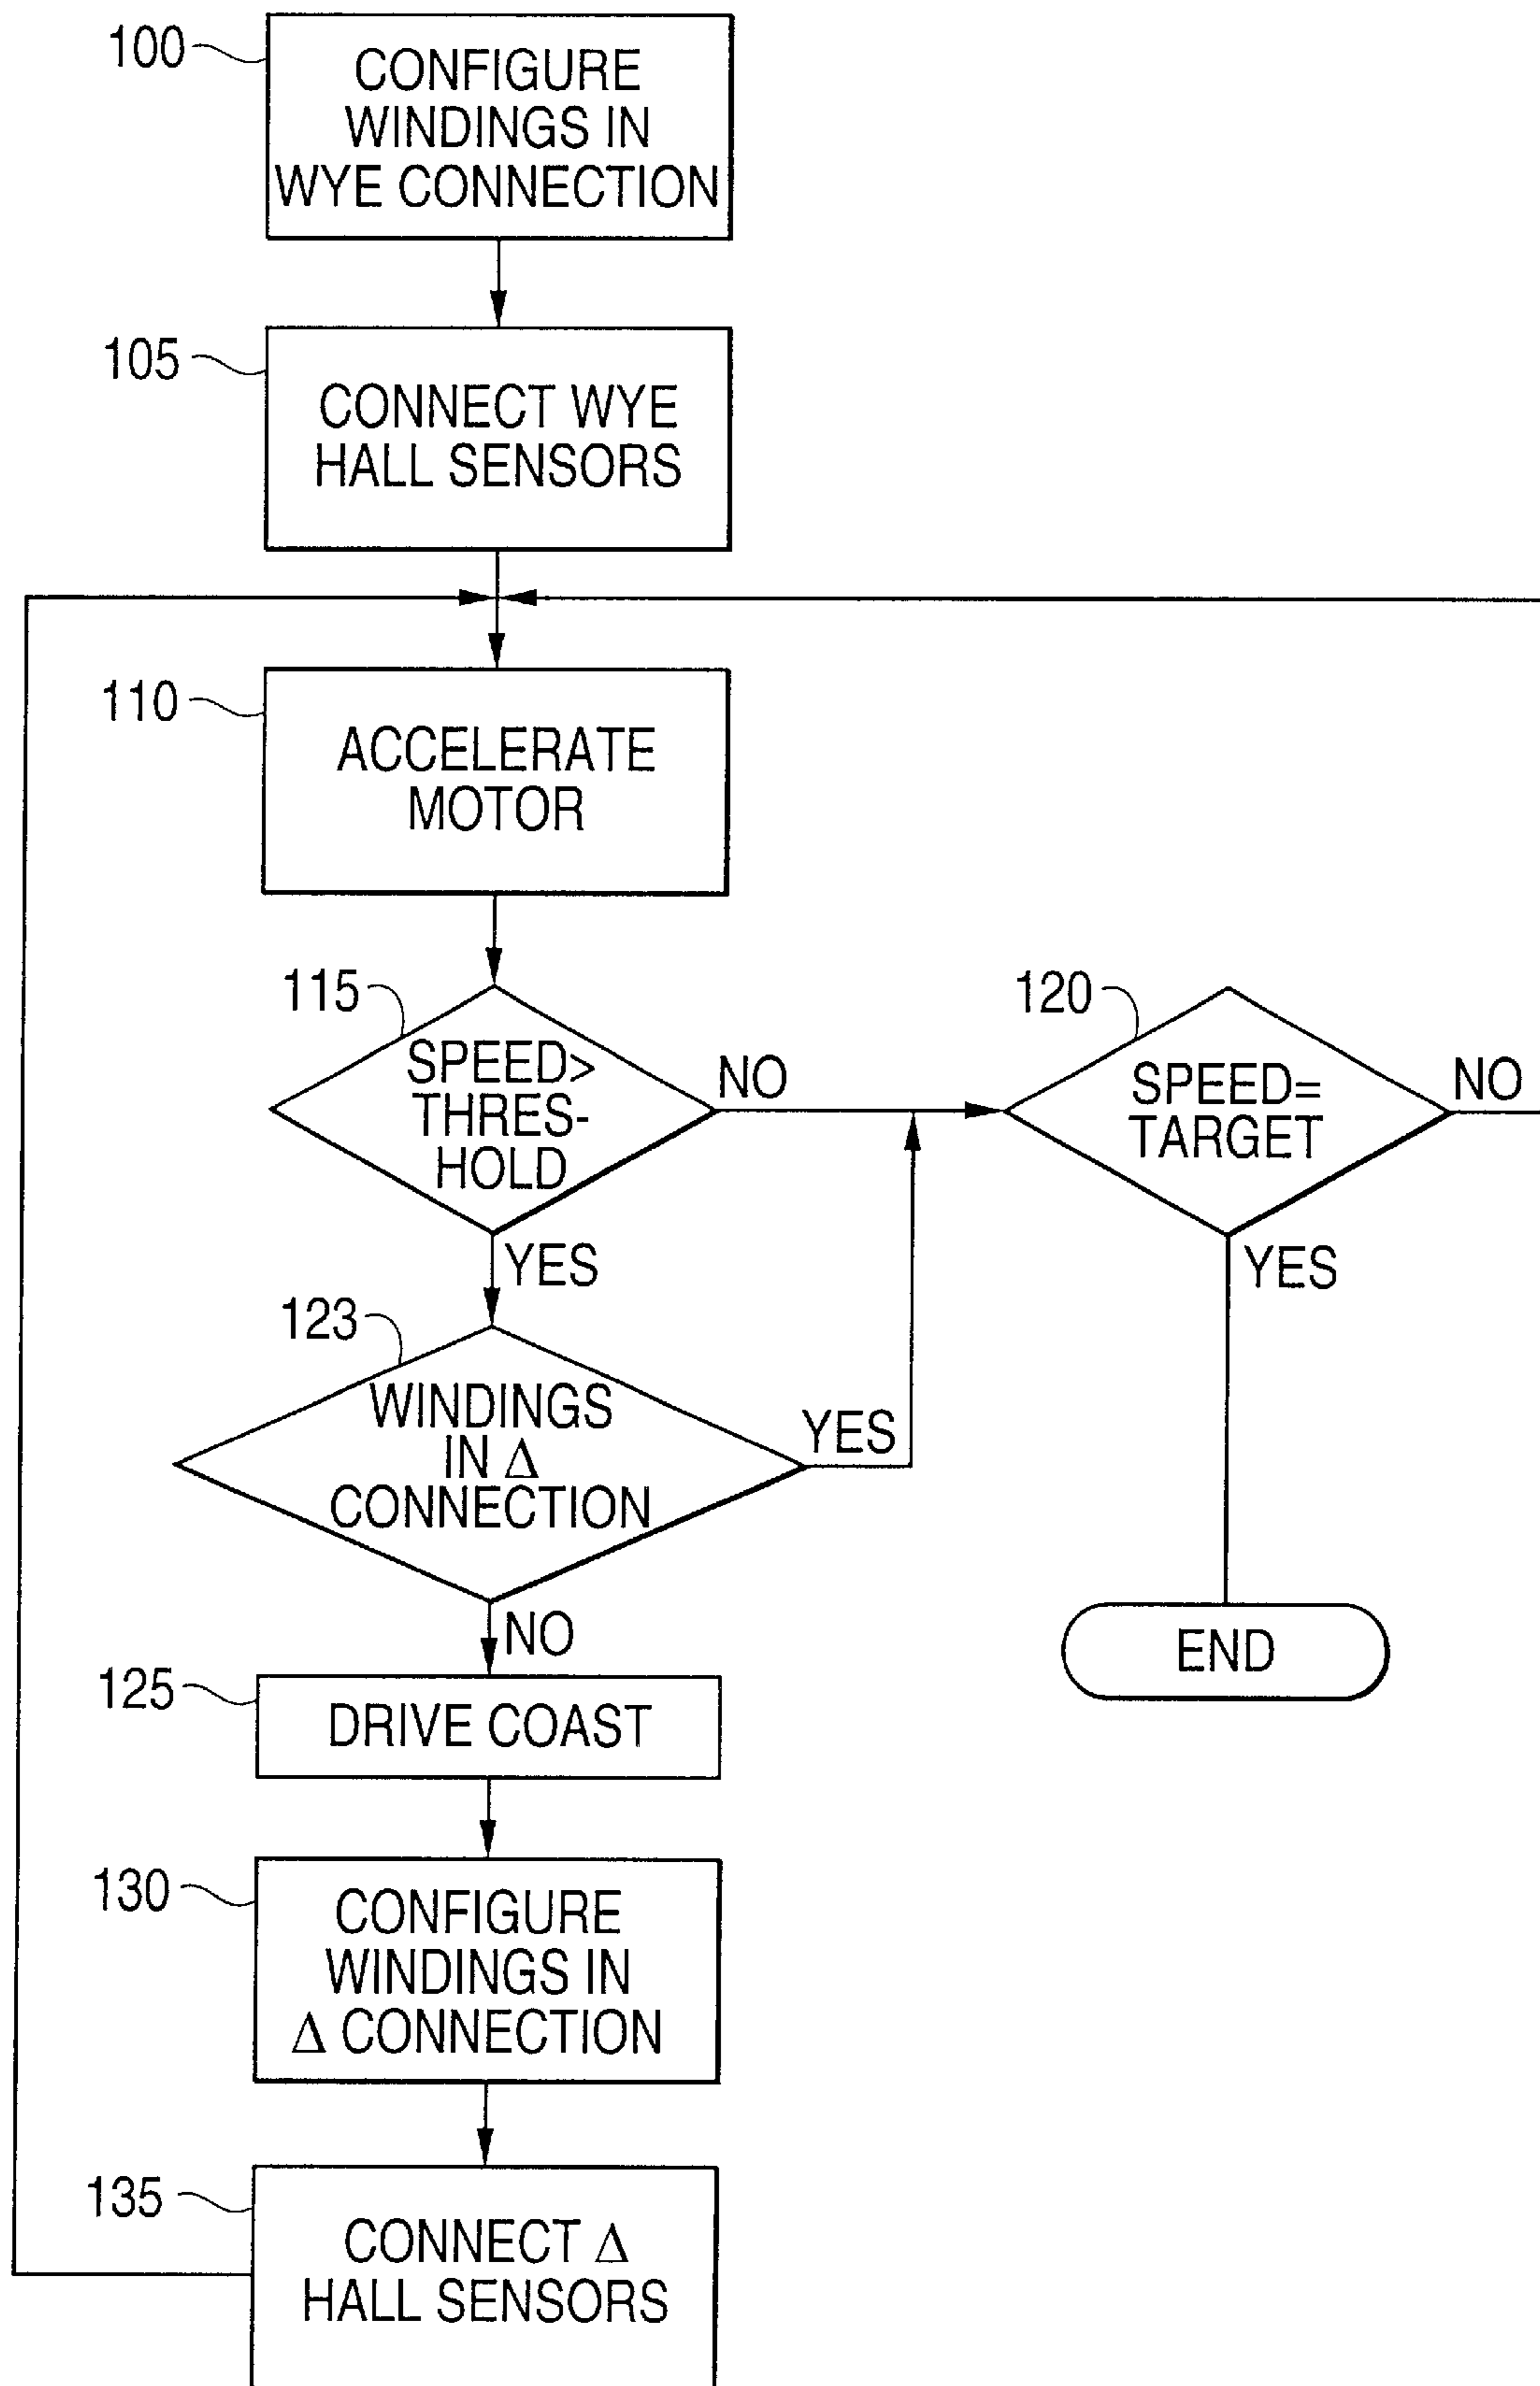 100
CONFIGURE
WINDINGS IN
WYE CONNECTION
105
CONNECT WYE
HALL SENSORS
110
ACCELERATE
MOTOR
115
SPEED>
THRES-
HOLD
NO
YES
120
SPEED=
TARGET
NO
YES
123
WINDINGS
IN Δ
CONNECTION
YES
NO
END
125
DRIVE COAST
130
CONFIGURE
WINDINGS IN
Δ CONNECTION
135
CONNECT Δ
HALL SENSORS